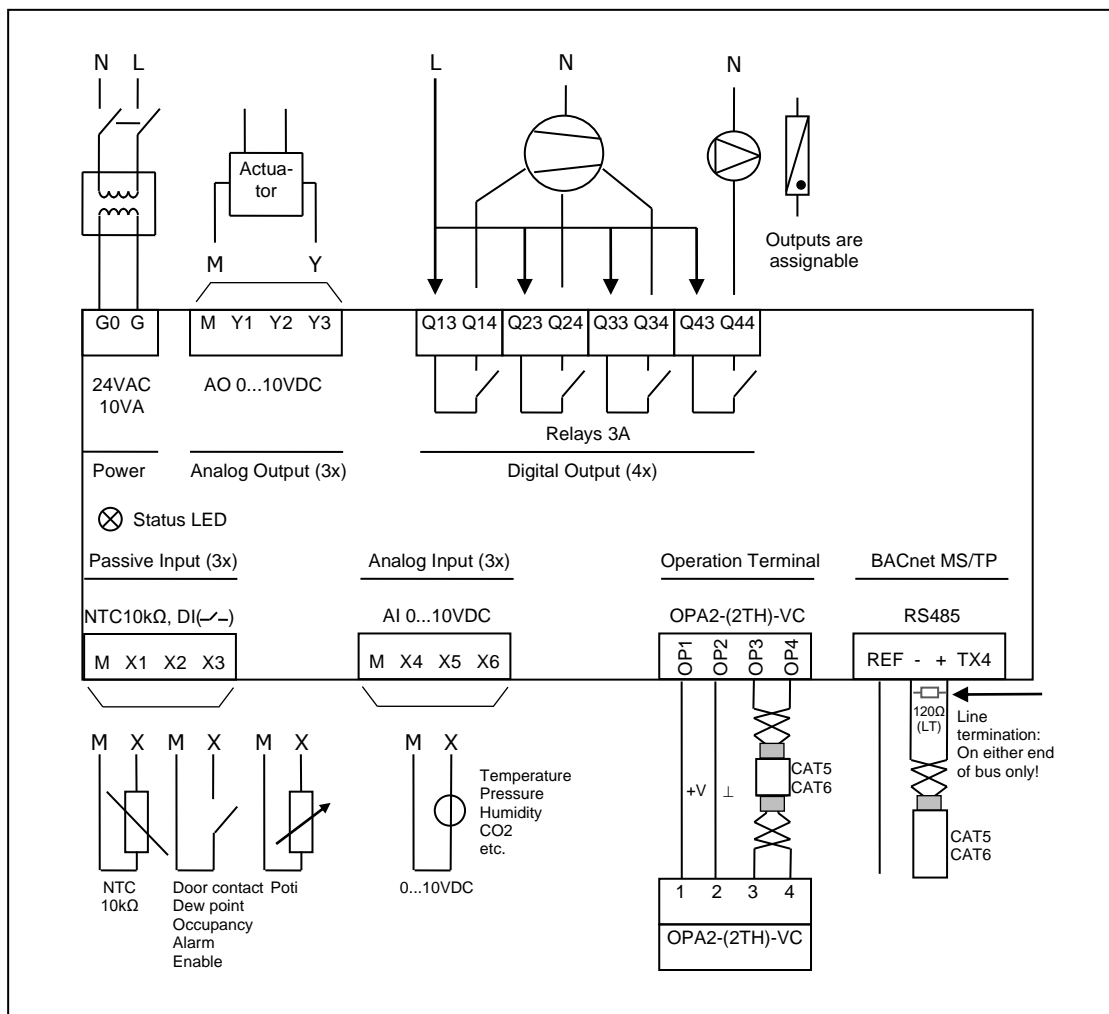 N L
L
N
N
Actua-
tor
M Y
Outputs are
assignable
G0 G
M Y1 Y2 Y3
Q13 Q14 Q23 Q24 Q33 Q34 Q43 Q44
24VAC
10VA
AO 0...10VDC
Relays 3A
Power
Analog Output (3x)
Digital Output (4x)
Status LED
Passive Input (3x)
Analog Input (3x)
Operation Terminal
BACnet MS/TP
NTC10kΩ, DI( )
AI 0...10VDC
OPA2-(2TH)-VC
RS485
M X1 X2 X3
M X4 X5 X6
OP1 OP2 OP3 OP4
REF - + TX4
120Ω
(LT)
Line
termination:
On either end
of bus only!
M X M X M X
M X
Temperature
Pressure
Humidity
CO2
etc.
+V ⊥
CAT5
CAT6
CAT5
CAT6
NTC
10kΩ
Door contact
Dew point
Occupancy
Alarm
Enable
Poti
0...10VDC
1 2 3 4
OPA2-(2TH)-VC